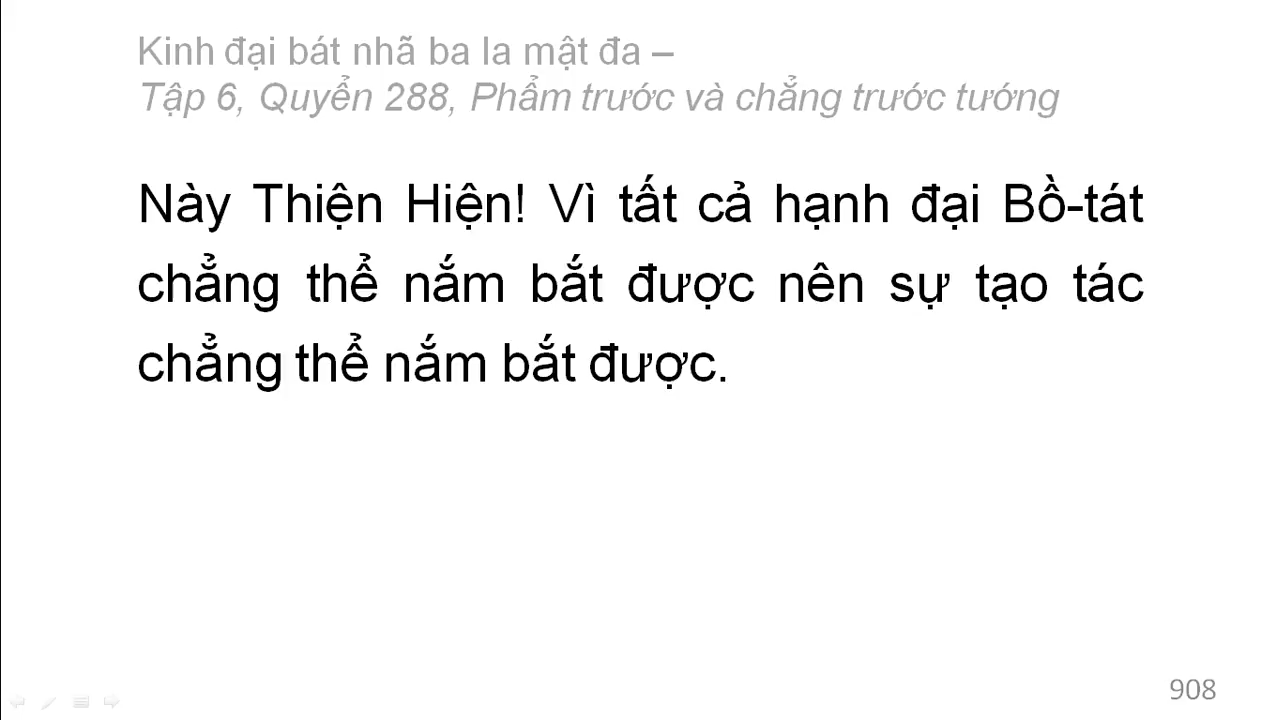 Kinh đại bát nhã ba la mật đa –
Tập 6, Quyển 288, Phẩm trước và chẳng trước tướng
Này Thiện Hiện! Vì tất cả hạnh đại Bồ-tát
chẳng thể nắm bắt được nên sự tạo tác
chẳng thể nắm bắt được.
908